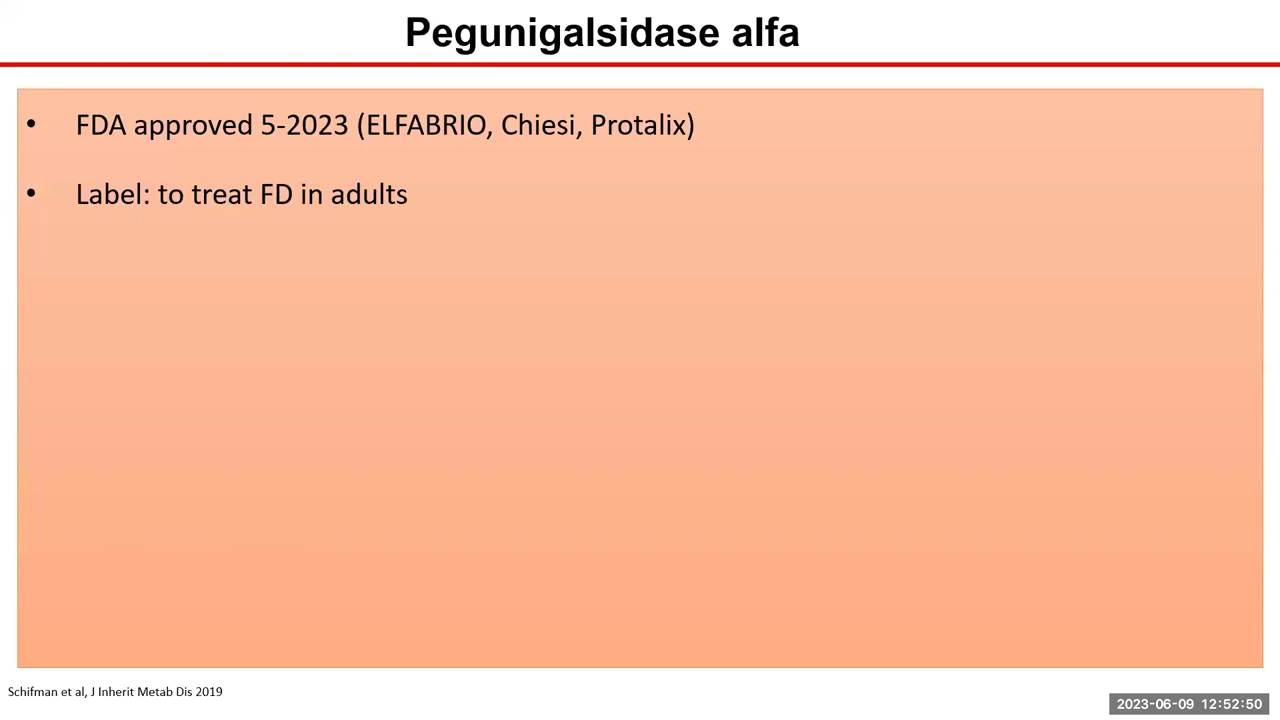 Pegunigalsidase alfa
• FDA approved 5-2023 (ELFABRIO, Chiesi, Protalix)
• Label: to treat FD in adults
Schifman et al, J Inherit Metab Dis 2019
2023-06-09 12:52:50